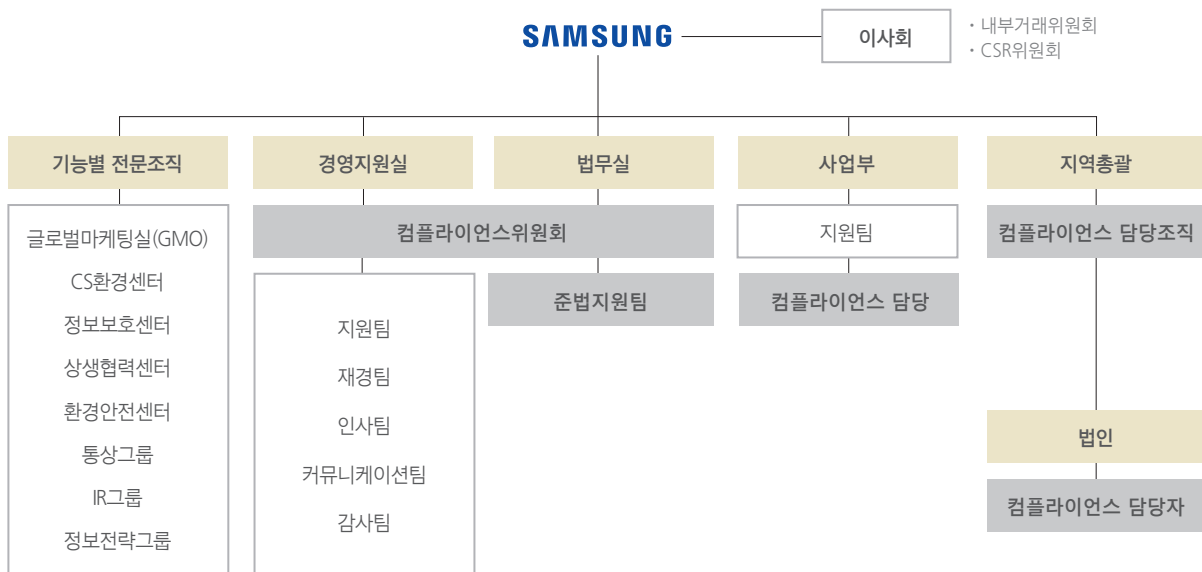 SAMSUNG
이사회
· 내부거래위원회
· CSR위원회
기능별 전문조직
글로벌마케팅실(GMO)
CS환경센터
정보보호센터
상생협력센터
환경안전센터
통상그룹
IR그룹
정보전략그룹
경영지원실
법무실
컴플라이언스위원회
지원팀
재경팀
인사팀
커뮤니케이션팀
감사팀
준법지원팀
사업부
지원팀
컴플라이언스 담당
지역총괄
컴플라이언스 담당조직
법인
컴플라이언스 담당자